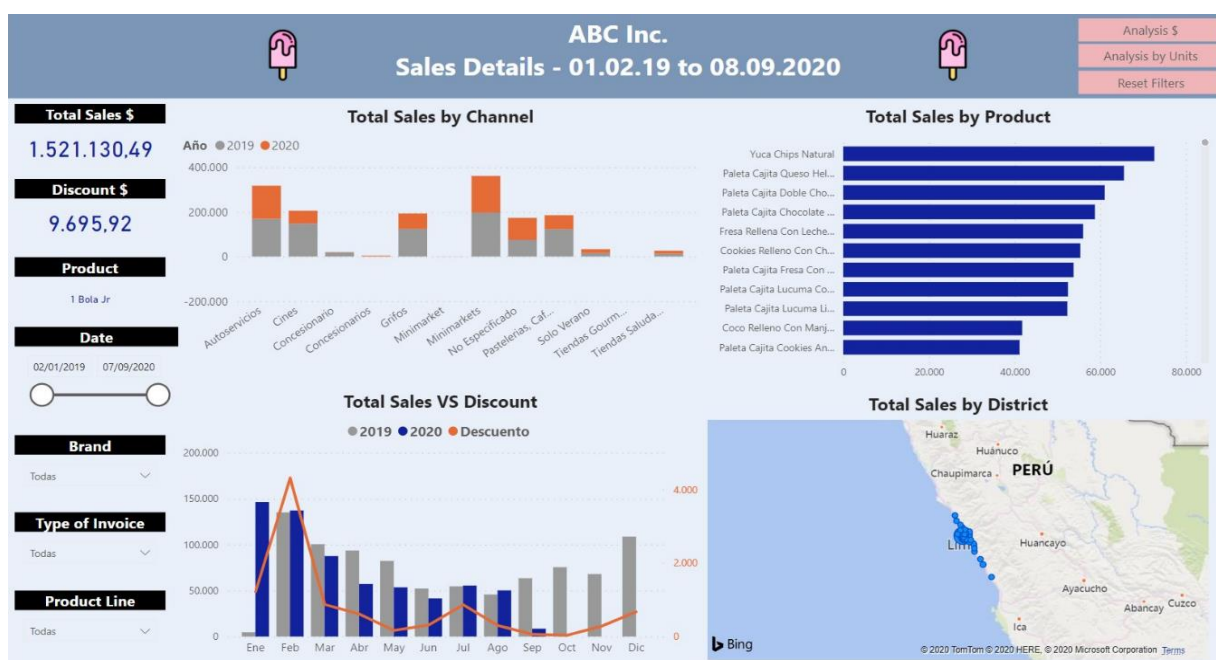 ABC Inc.
Sales Details - 01.02.19 to 08.09.2020
Analysis $
Analysis by Units
Reset Filters
Total Sales $
1.521.130,49
Discount $
9.695,92
Product
1 Bola Jr
Date
02/01/2019 07/09/2020
Brand
Todas
Type of Invoice
Todas
Product Line
Todas
Total Sales by Channel
Año 2019 2020
400.000
200.000
0
-200.000
Autoservicios
Cines
Concesionario
Concesionarios
Grifos
Minimarket
Minimarkets
No Especificado
Pastelerias, Caf...
Solo Verano
Tiendas Gourm...
Tiendas Saluda...
Total Sales by Product
Yuca Chips Natural
Paleta Cajita Queso Hel...
Paleta Cajita Doble Cho...
Paleta Cajita Chocolate ...
Fresa Rellena Con Leche...
Cookies Relleno Con Ch...
Paleta Cajita Fresa Con ...
Paleta Cajita Lucuma Co...
Paleta Cajita Lucuma Li...
Coco Relleno Con Manj...
Paleta Cajita Cookies An...
0 20.000 40.000 60.000 80.000
Total Sales VS Discount
2019 2020 Descuento
200.000
150.000
100.000
50.000
0
4.000
2.000
0
Ene Feb Mar Abr May Jun Jul Ago Sep Oct Nov Dic
Total Sales by District
Huaraz
Huánuco
Chaupimarca
PERÚ
Lima
Huancayo
Ayacucho
Abancay
Cuzco
Ica
Bing
© 2020 TomTom © 2020 HERE, © 2020 Microsoft Corporation Terms